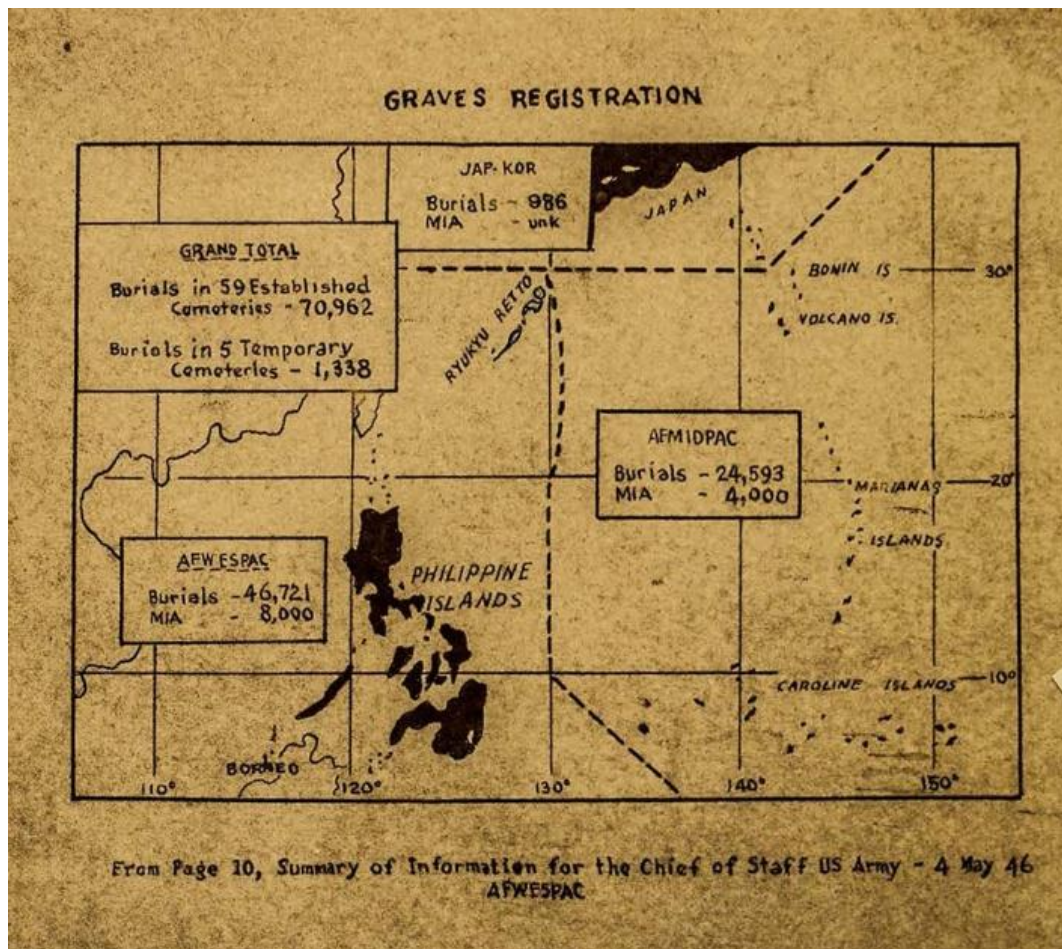 GRAVES REGISTRATION
JAP-KOR
Burials - 986
MIA - unk
JAPAN
GRAND TOTAL
Burials in 59 Established
Cemeteries - 70,962
Burials in 5 Temporary
Cemeteries - 1,338
BONIN IS
30°
VOLCANO IS.
RYUKYU RETTO
AFMIDPAC
Burials - 24,593
MIA - 4,000
MARIANAS
20°
ISLANDS
AFWESPAC
Burials - 46,721
MIA - 8,000
PHILIPPINE
ISLANDS
CAROLINE ISLANDS
10°
BORNEO
110°
120°
130°
140°
150°
From Page 10, Summary of Information for the Chief of Staff US Army - 4 May 46
AFWESPAC